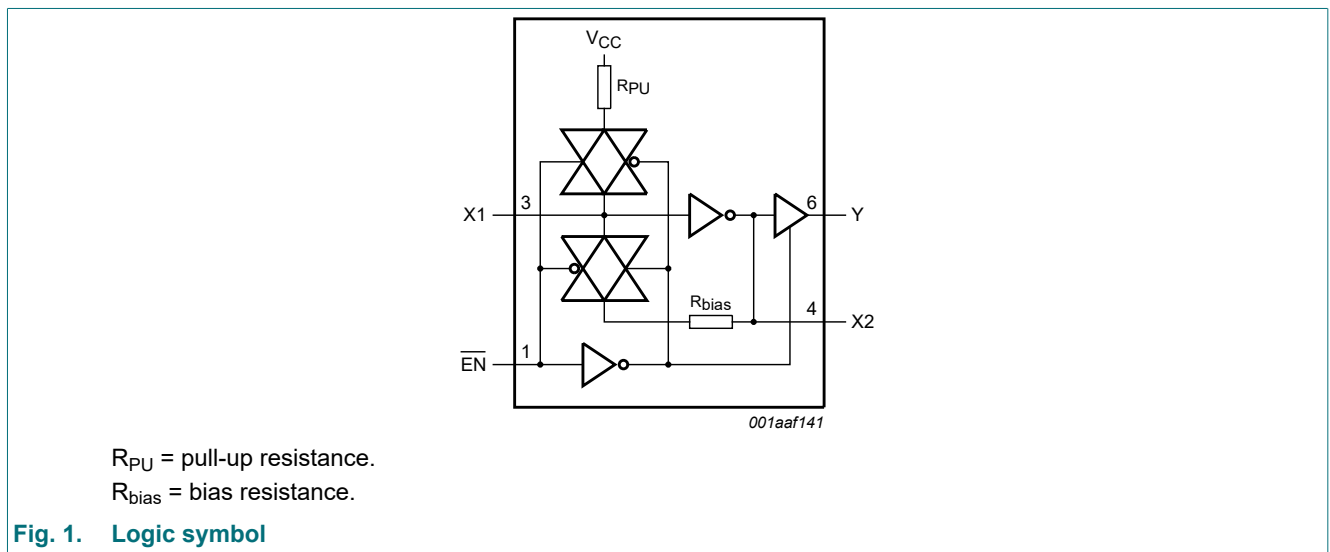 VCC
RPU
X1
3
6
Y
Rbias
4
X2
EN
1
001aaf141
RPU = pull-up resistance.
Rbias = bias resistance.
Fig. 1. Logic symbol